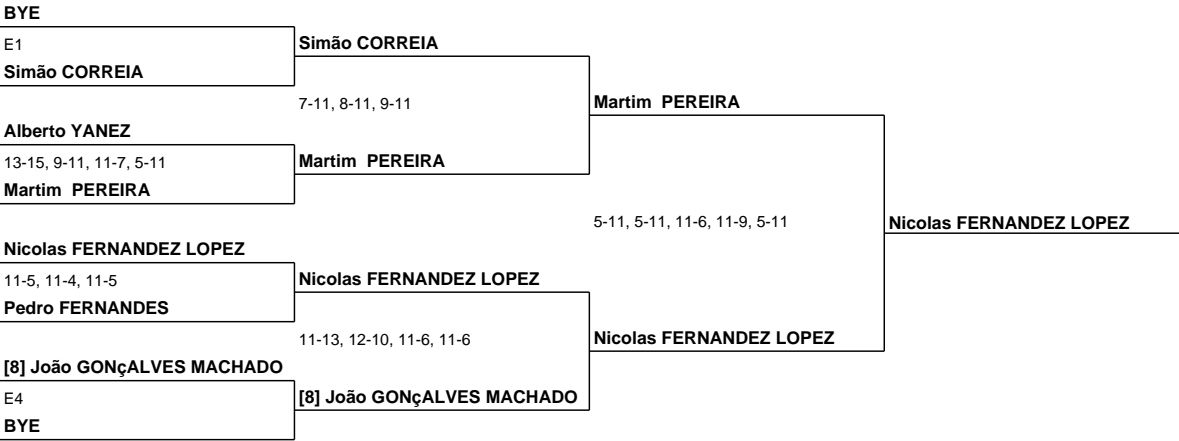 BYE
E1
Simão CORREIA
Simão CORREIA
7-11, 8-11, 9-11
Martim PEREIRA
Alberto YANEZ
13-15, 9-11, 11-7, 5-11
Martim PEREIRA
Martim PEREIRA
5-11, 5-11, 11-6, 11-9, 5-11
Nicolas FERNANDEZ LOPEZ
Nicolas FERNANDEZ LOPEZ
11-5, 11-4, 11-5
Nicolas FERNANDEZ LOPEZ
Pedro FERNANDES
11-13, 12-10, 11-6, 11-6
Nicolas FERNANDEZ LOPEZ
[8] João GONçALVES MACHADO
E4
[8] João GONçALVES MACHADO
BYE